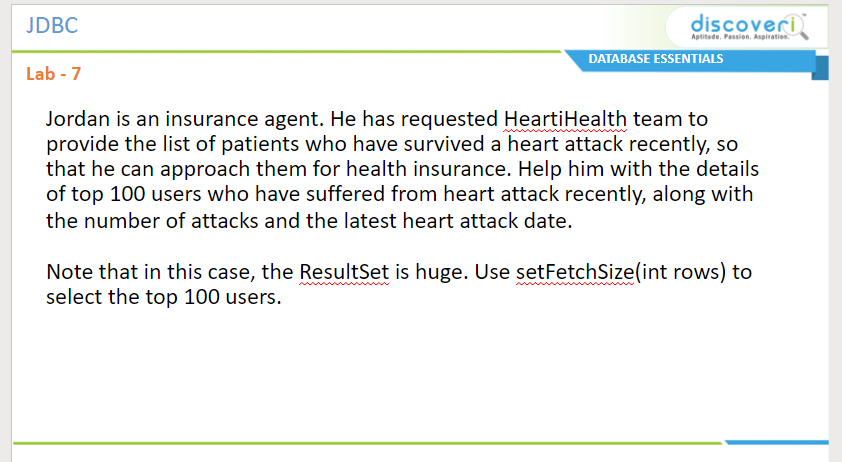 JDBC
discoveri
Aptitude. Passion. Aspiration.
DATABASE ESSENTIALS
Lab - 7
Jordan is an insurance agent. He has requested HeartiHealth team to
provide the list of patients who have survived a heart attack recently, so
that he can approach them for health insurance. Help him with the details
of top 100 users who have suffered from heart attack recently, along with
the number of attacks and the latest heart attack date.
Note that in this case, the ResultSet is huge. Use setFetchSize(int rows) to
select the top 100 users.